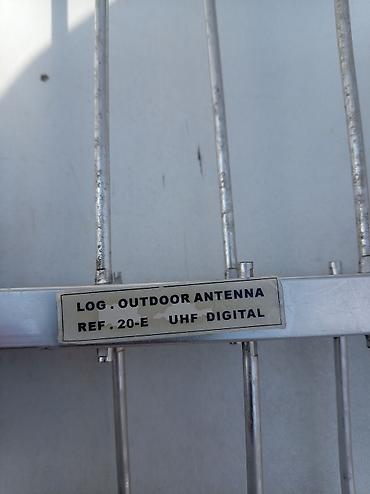 LOG . OUTDOOR ANTENNA
REF . 20-E UHF DIGITAL